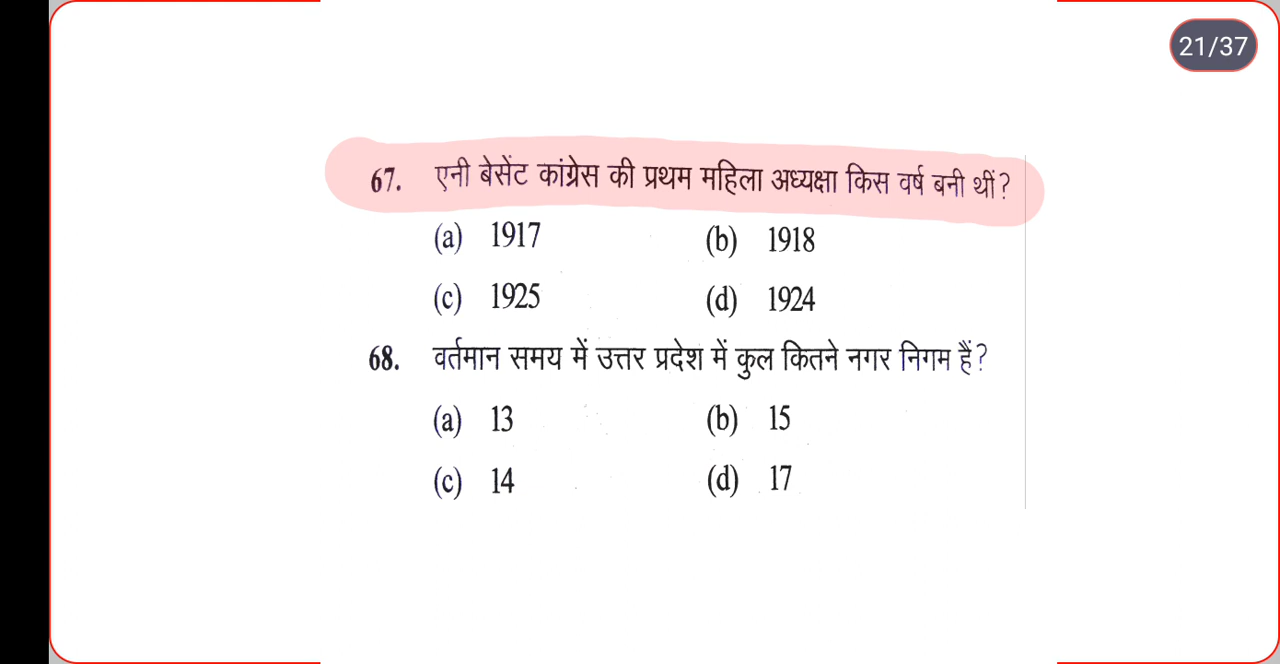 21/37
67. एनी बेसेंट कांग्रेस की प्रथम महिला अध्यक्षा किस वर्ष बनी थीं?
(a) 1917 (b) 1918
(c) 1925 (d) 1924
68. वर्तमान समय में उत्तर प्रदेश में कुल कितने नगर निगम हैं?
(a) 13 (b) 15
(c) 14 (d) 17